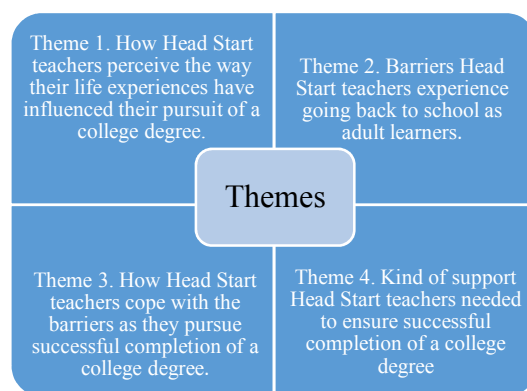 Theme 1. How Head Start
teachers perceive the way
their life experiences have
influenced their pursuit of a
college degree.
Theme 2. Barriers Head
Start teachers experience
going back to school as
adult learners.
Themes
Theme 3. How Head Start
teachers cope with the
barriers as they pursue
successful completion of a
college degree.
Theme 4. Kind of support
Head Start teachers needed
to ensure successful
completion of a college
degree